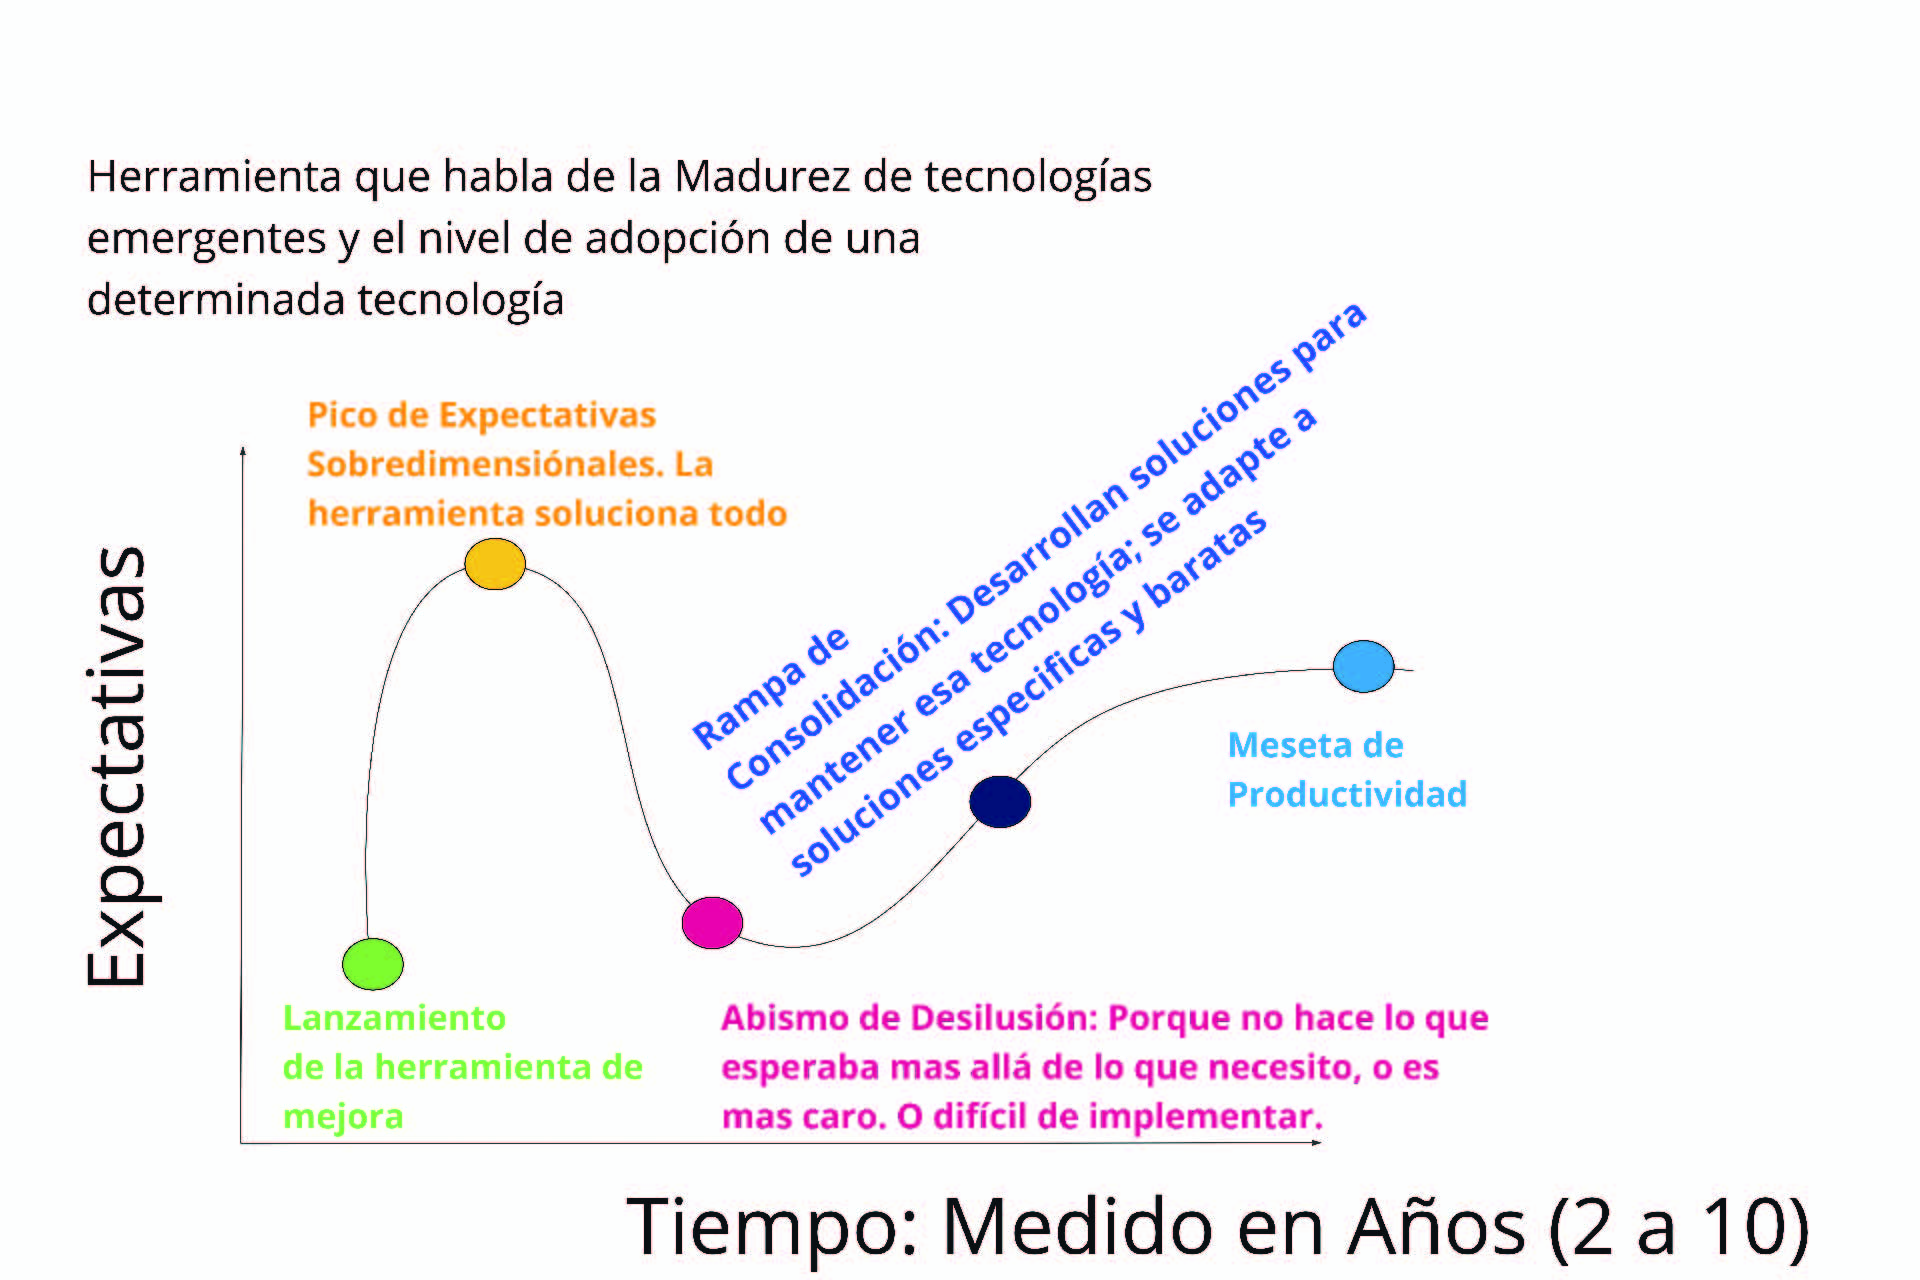 Herramienta que habla de la Madurez de tecnologías
emergentes y el nivel de adopción de una
determinada tecnología
Pico de Expectativas
Sobredimensiónales. La
herramienta soluciona todo
Rampa de
Consolidación: Desarrollan soluciones para
mantener esa tecnología; se adapte a
soluciones especificas y baratas
Expectativas
Meseta de
Productividad
Lanzamiento
de la herramienta de
mejora
Abismo de Desilusión: Porque no hace lo que
esperaba mas allá de lo que necesito, o es
mas caro. O difícil de implementar.
Tiempo: Medido en Años (2 a 10)